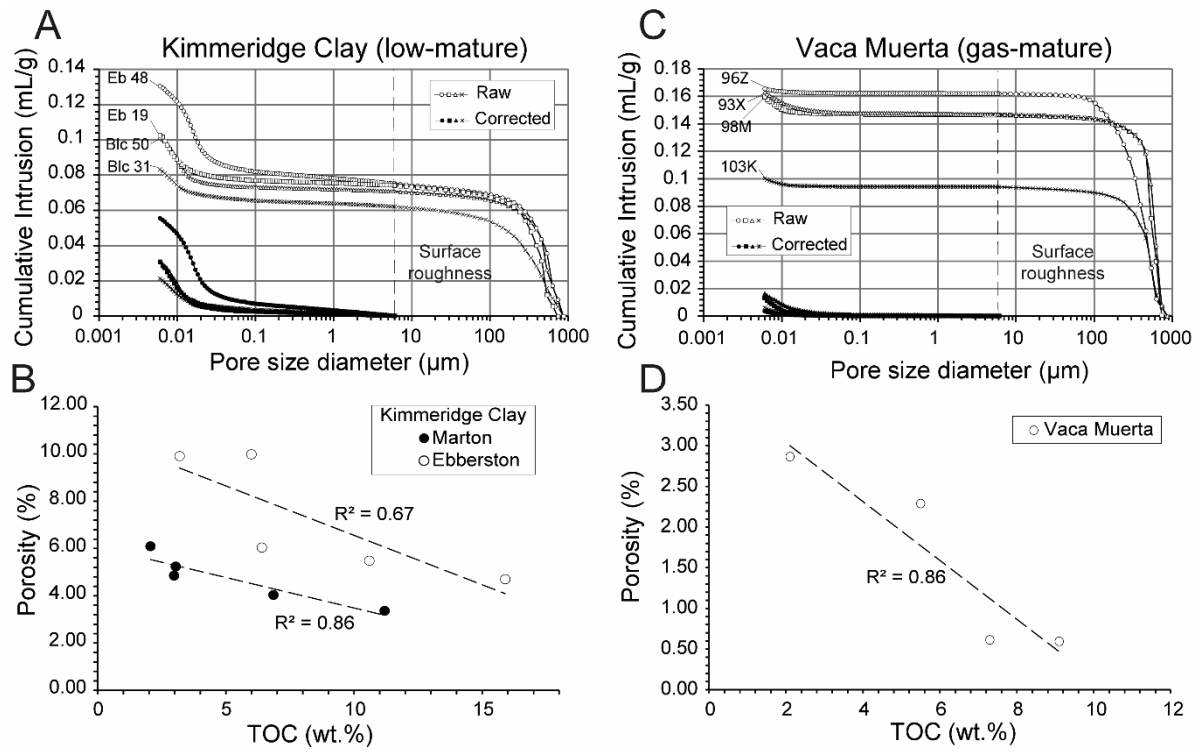 A
Kimmeridge Clay (low-mature)
0.14
0.12
0.1
0.08
0.06
0.04
0.02
0
Cumulative Intrusion (mL/g)
Eb 48
Eb 19
Blc 50
Blc 31
Raw
Corrected
Surface
roughness
0.001 0.01 0.1 1 10 100 1000
Pore size diameter (µm)
C
Vaca Muerta (gas-mature)
0.18
0.16
0.14
0.12
0.1
0.08
0.06
0.04
0.02
0
Cumulative Intrusion (mL/g)
96Z
93X
98M
103K
Raw
Corrected
Surface
roughness
0.001 0.01 0.1 1 10 100 1000
Pore size diameter (µm)
B
12.00
10.00
8.00
6.00
4.00
2.00
0.00
Porosity (%)
Kimmeridge Clay
Marton
Ebberston
R² = 0.67
R² = 0.86
0 5 10 15
TOC (wt.%)
D
3.50
3.00
2.50
2.00
1.50
1.00
0.50
0.00
Porosity (%)
Vaca Muerta
R² = 0.86
0 2 4 6 8 10 12
TOC (wt.%)